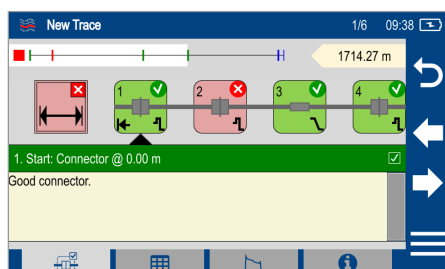 New Trace
1/6
09:38
1714.27 m
1
2
3
4
1. Start: Connector @ 0.00 m
Good connector.